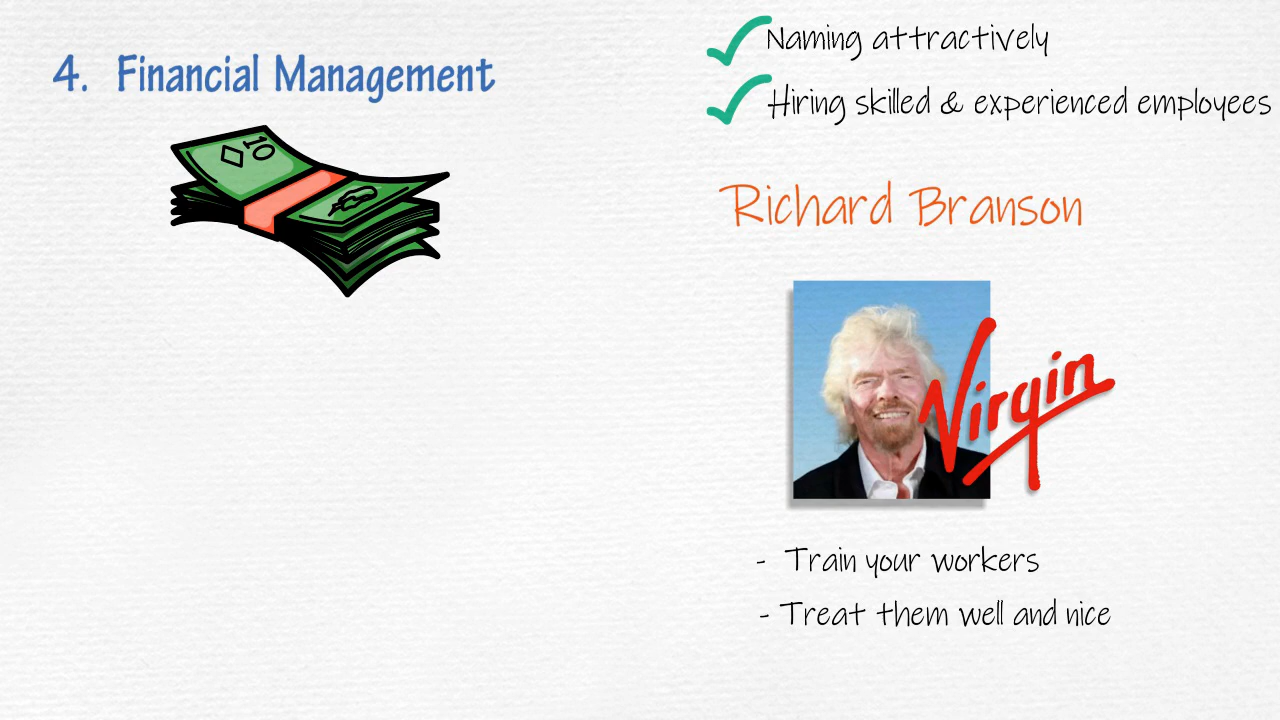 4. Financial Management
10
Naming attractively
Hiring skilled & experienced employees
Richard Branson
Virgin
- Train your workers
- Treat them well and nice